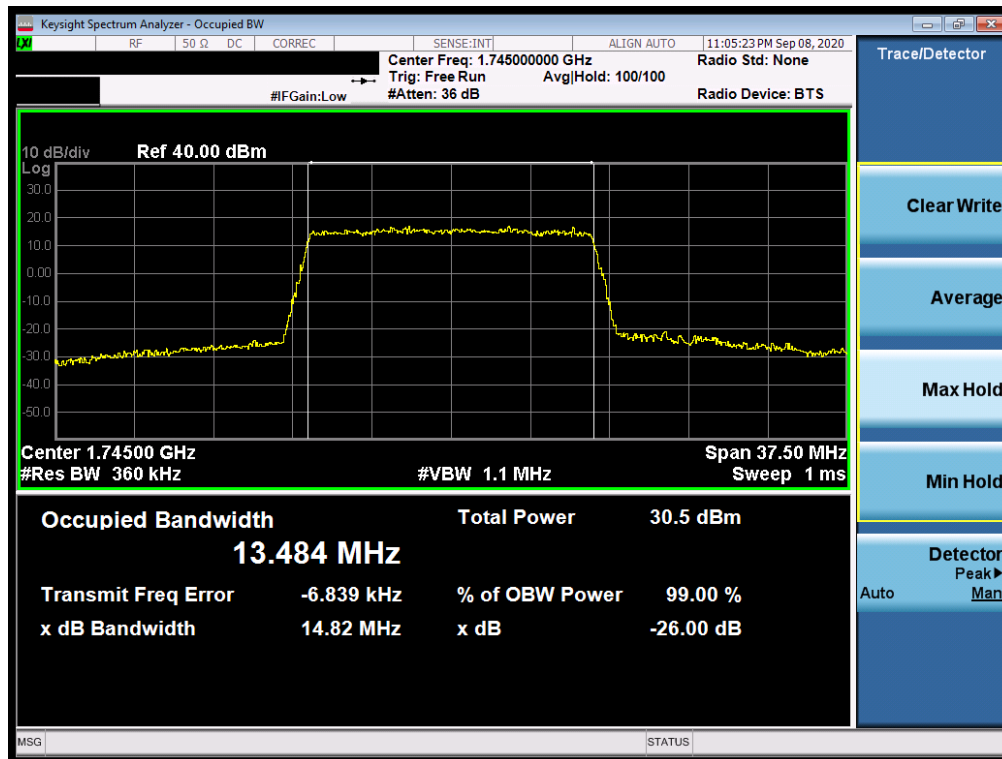 Keysight Spectrum Analyzer - Occupied BW
LXI RF 50 Ω DC CORREC SENSE:INT ALIGN AUTO 11:05:23 PM Sep 08, 2020
Center Freq: 1.745000000 GHz Radio Std: None
Trig: Free Run Avg|Hold: 100/100
#IFGain:Low #Atten: 36 dB Radio Device: BTS
10 dB/div Ref 40.00 dBm
Log
30.0
20.0
10.0
0.00
-10.0
-20.0
-30.0
-40.0
-50.0
Center 1.74500 GHz Span 37.50 MHz
#Res BW 360 kHz #VBW 1.1 MHz Sweep 1 ms
Occupied Bandwidth Total Power 30.5 dBm
13.484 MHz
Transmit Freq Error -6.839 kHz % of OBW Power 99.00 %
x dB Bandwidth 14.82 MHz x dB -26.00 dB
MSG STATUS
Trace/Detector
Clear Write
Average
Max Hold
Min Hold
Detector
Peak▶
Auto Man